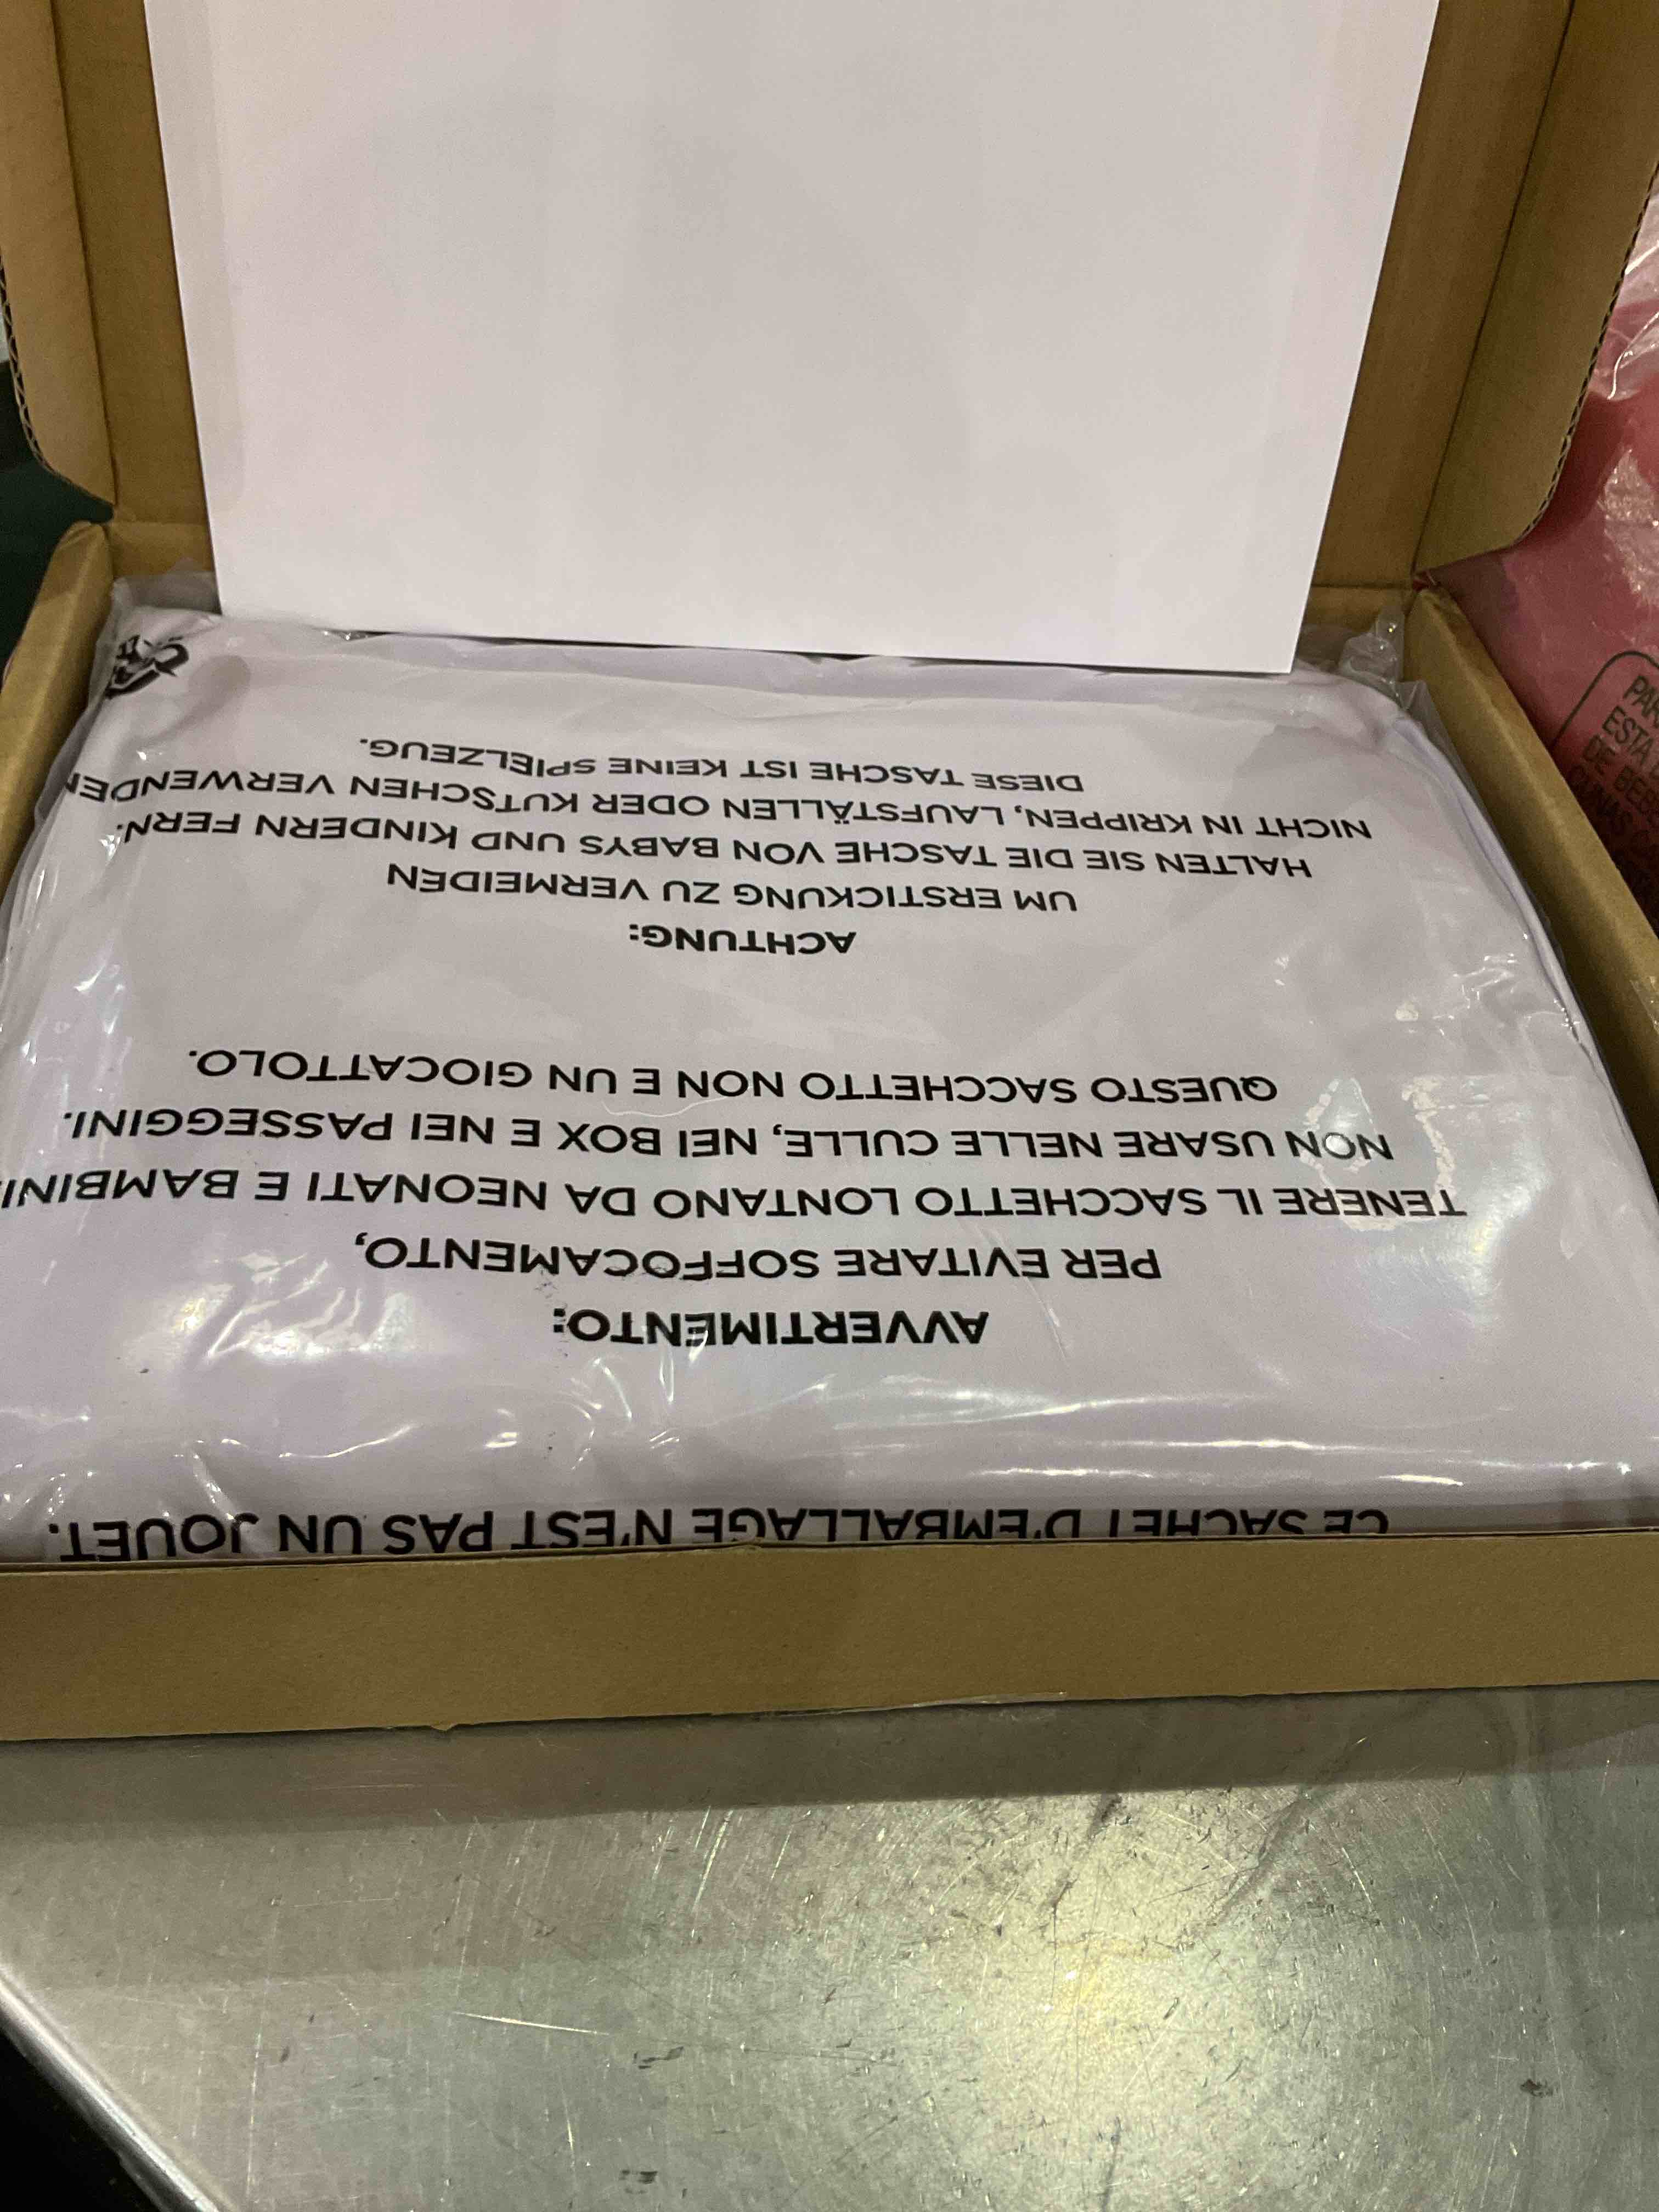 CE SACHET D'EMBALLAGE N'EST PAS UN JOUET.
AVVERTIMENTO:
PER EVITARE SOFFOCAMENTO,
TENERE IL SACCHETTO LONTANO DA NEONATI E BAMBINI.
NON USARE NELLE CULLE, NEI BOX E NEI PASSEGGINI.
QUESTO SACCHETTO NON E UN GIOCATTOLO.
ACHTUNG:
UM ERSTICKUNG ZU VERMEIDEN
HALTEN SIE DIE TASCHE VON BABYS UND KINDERN FERN.
NICHT IN KRIPPEN, LAUFSTÄLLEN ODER KUTSCHEN VERWENDEN
DIESE TASCHE IST KEINE SPIELZEUG.
ESTA
DE
CUNAS